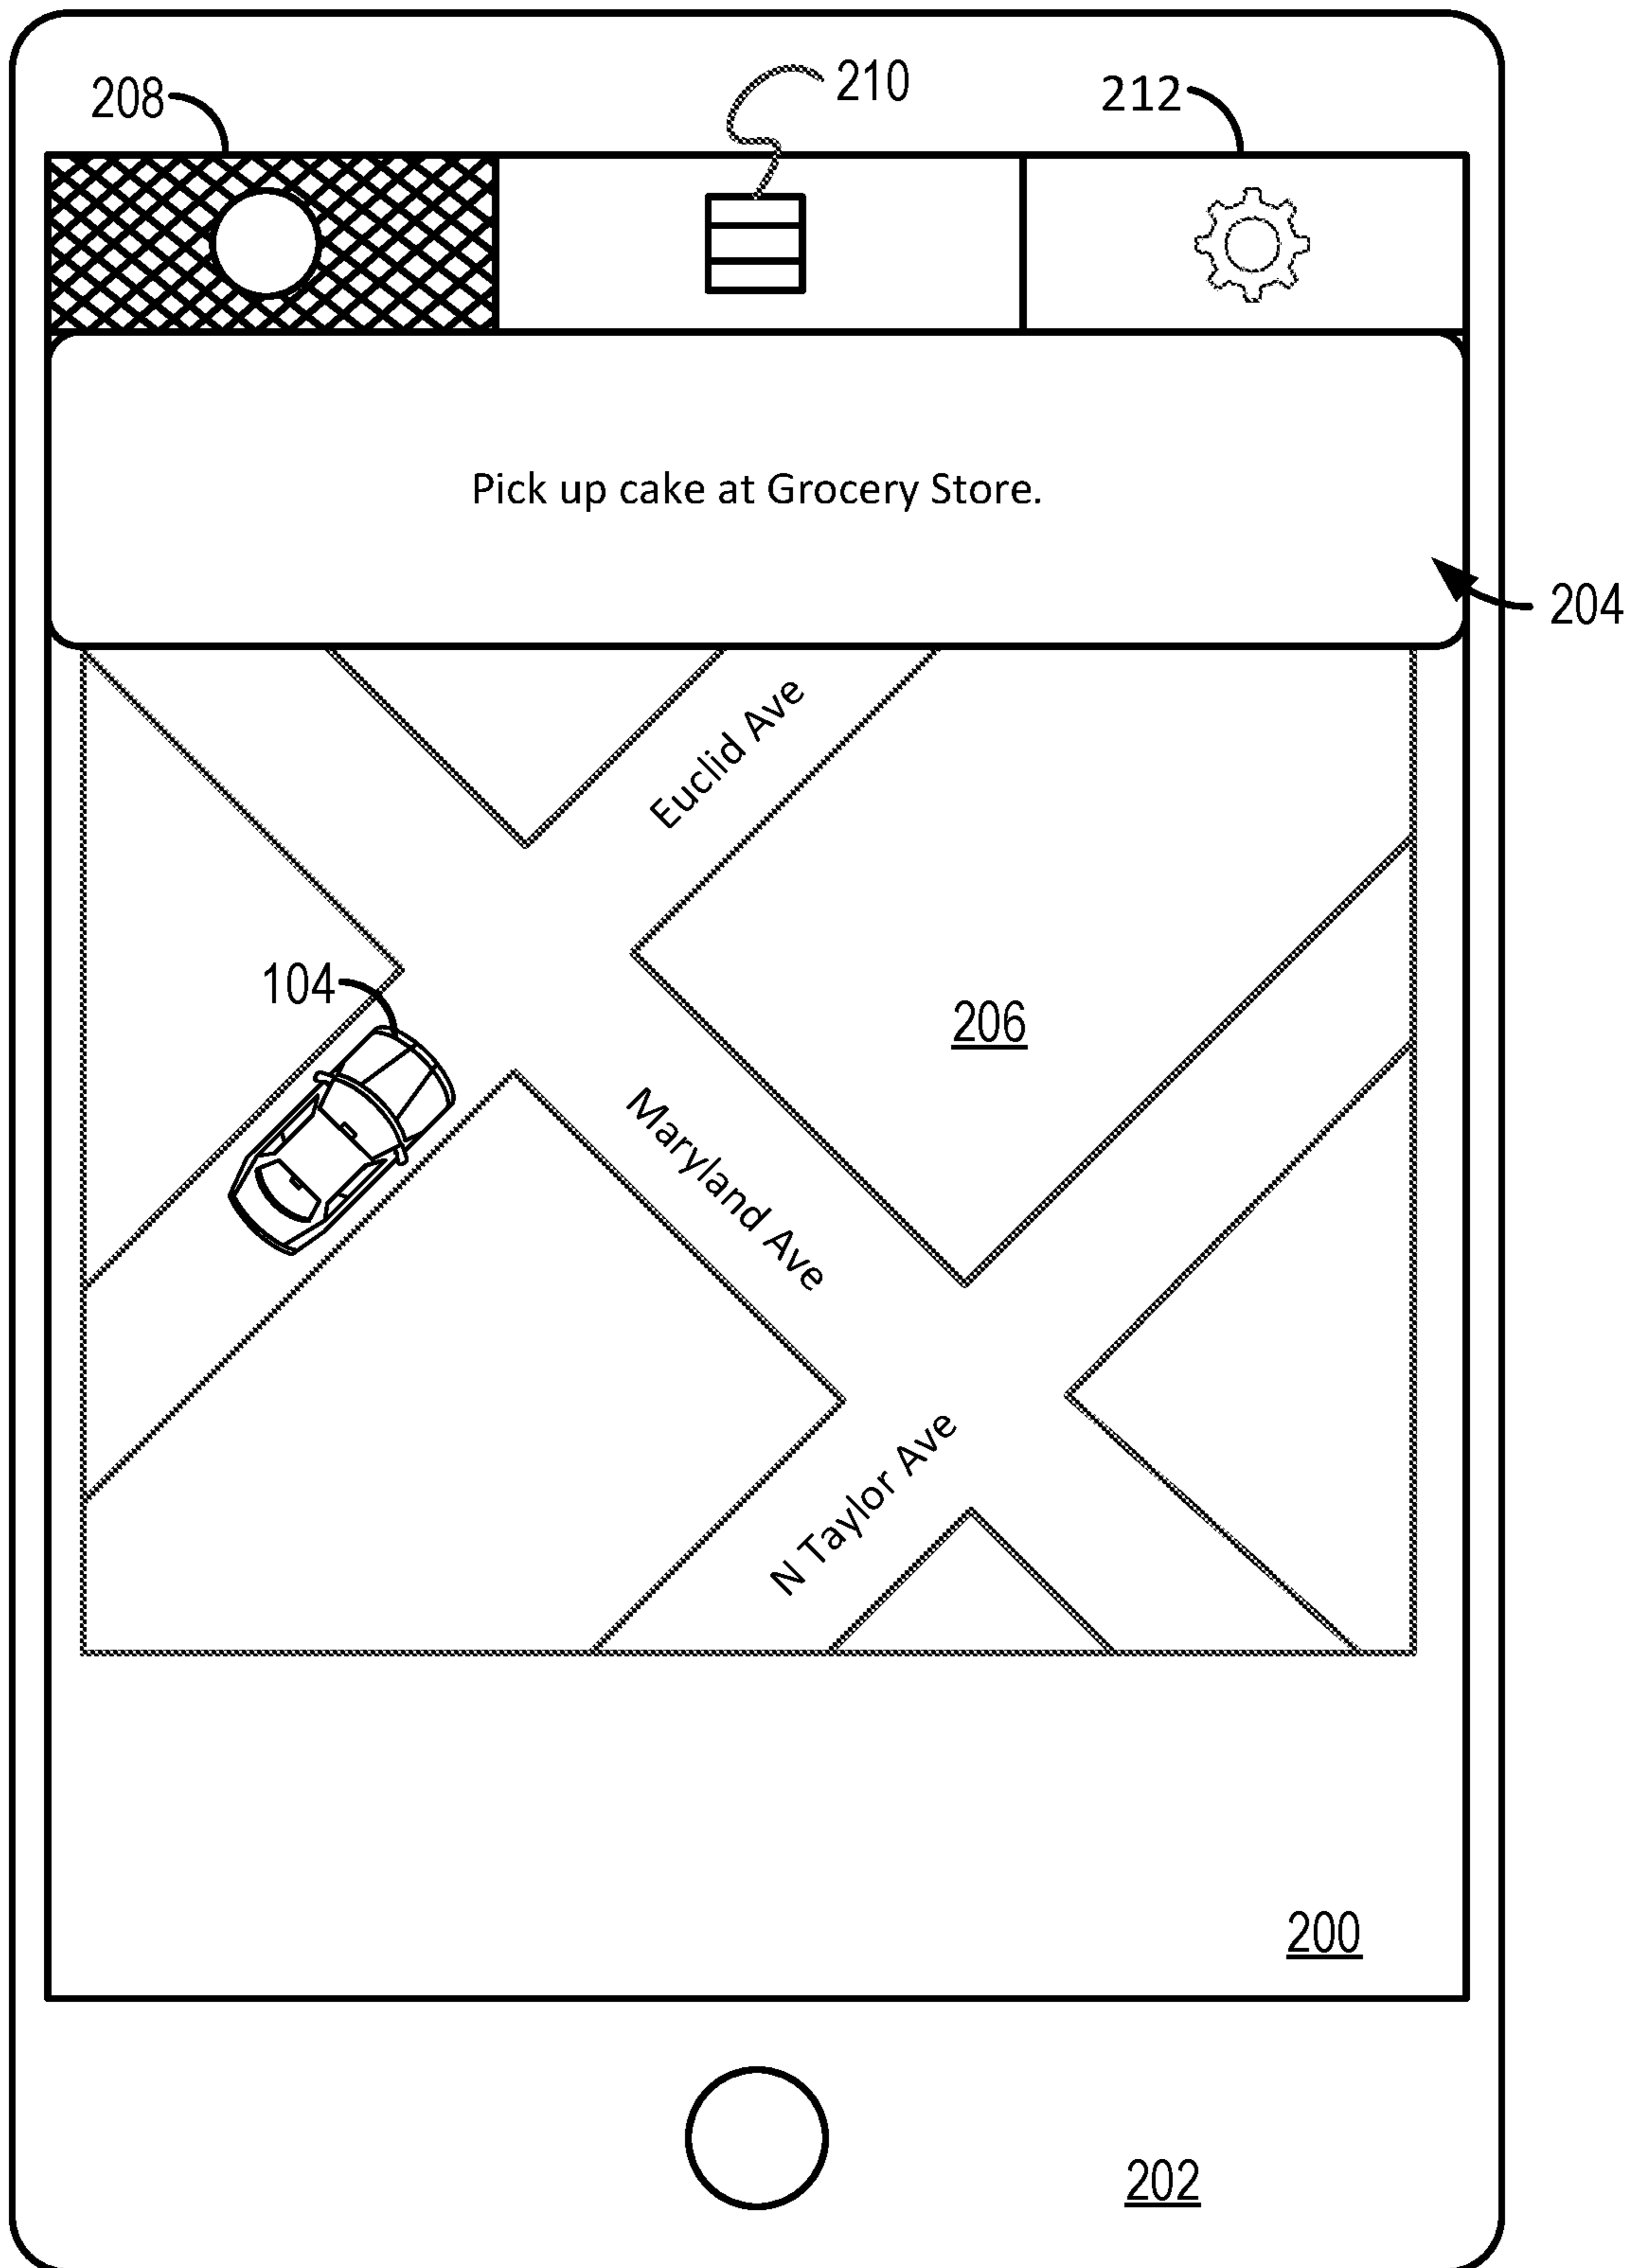 210
208
212
Pick up cake at Grocery Store.
204
Euclid Ave
104
206
Maryland Ave
N Taylor Ave
200
202